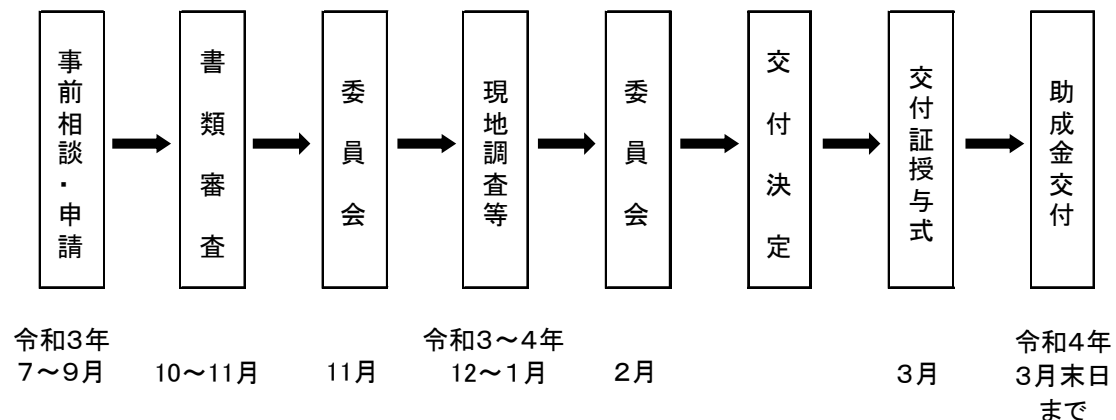 事前相談・申請
書類審査
委員会
現地調査等
委員会
交付決定
交付証授与式
助成金交付
令和3年
7～9月
10～11月
11月
令和3～4年
12～1月
2月
3月
令和4年
3月末日
まで